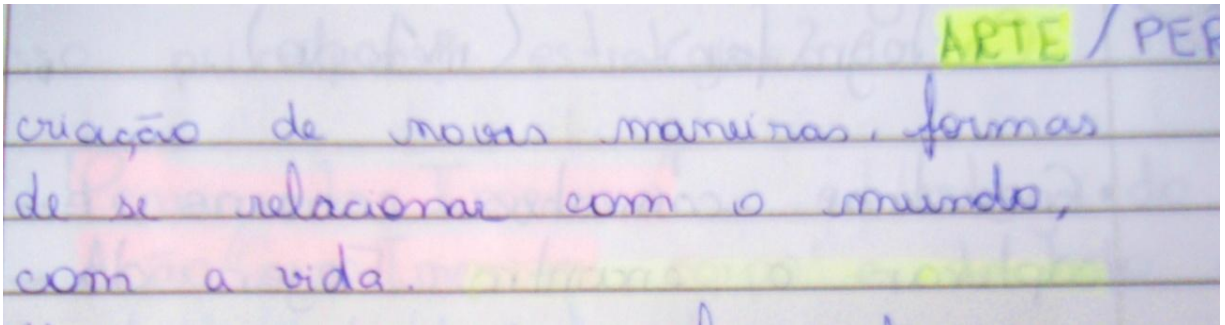 ARTE / PER
criação de novas maneiras, formas
de se relacionar com o mundo,
com a vida.